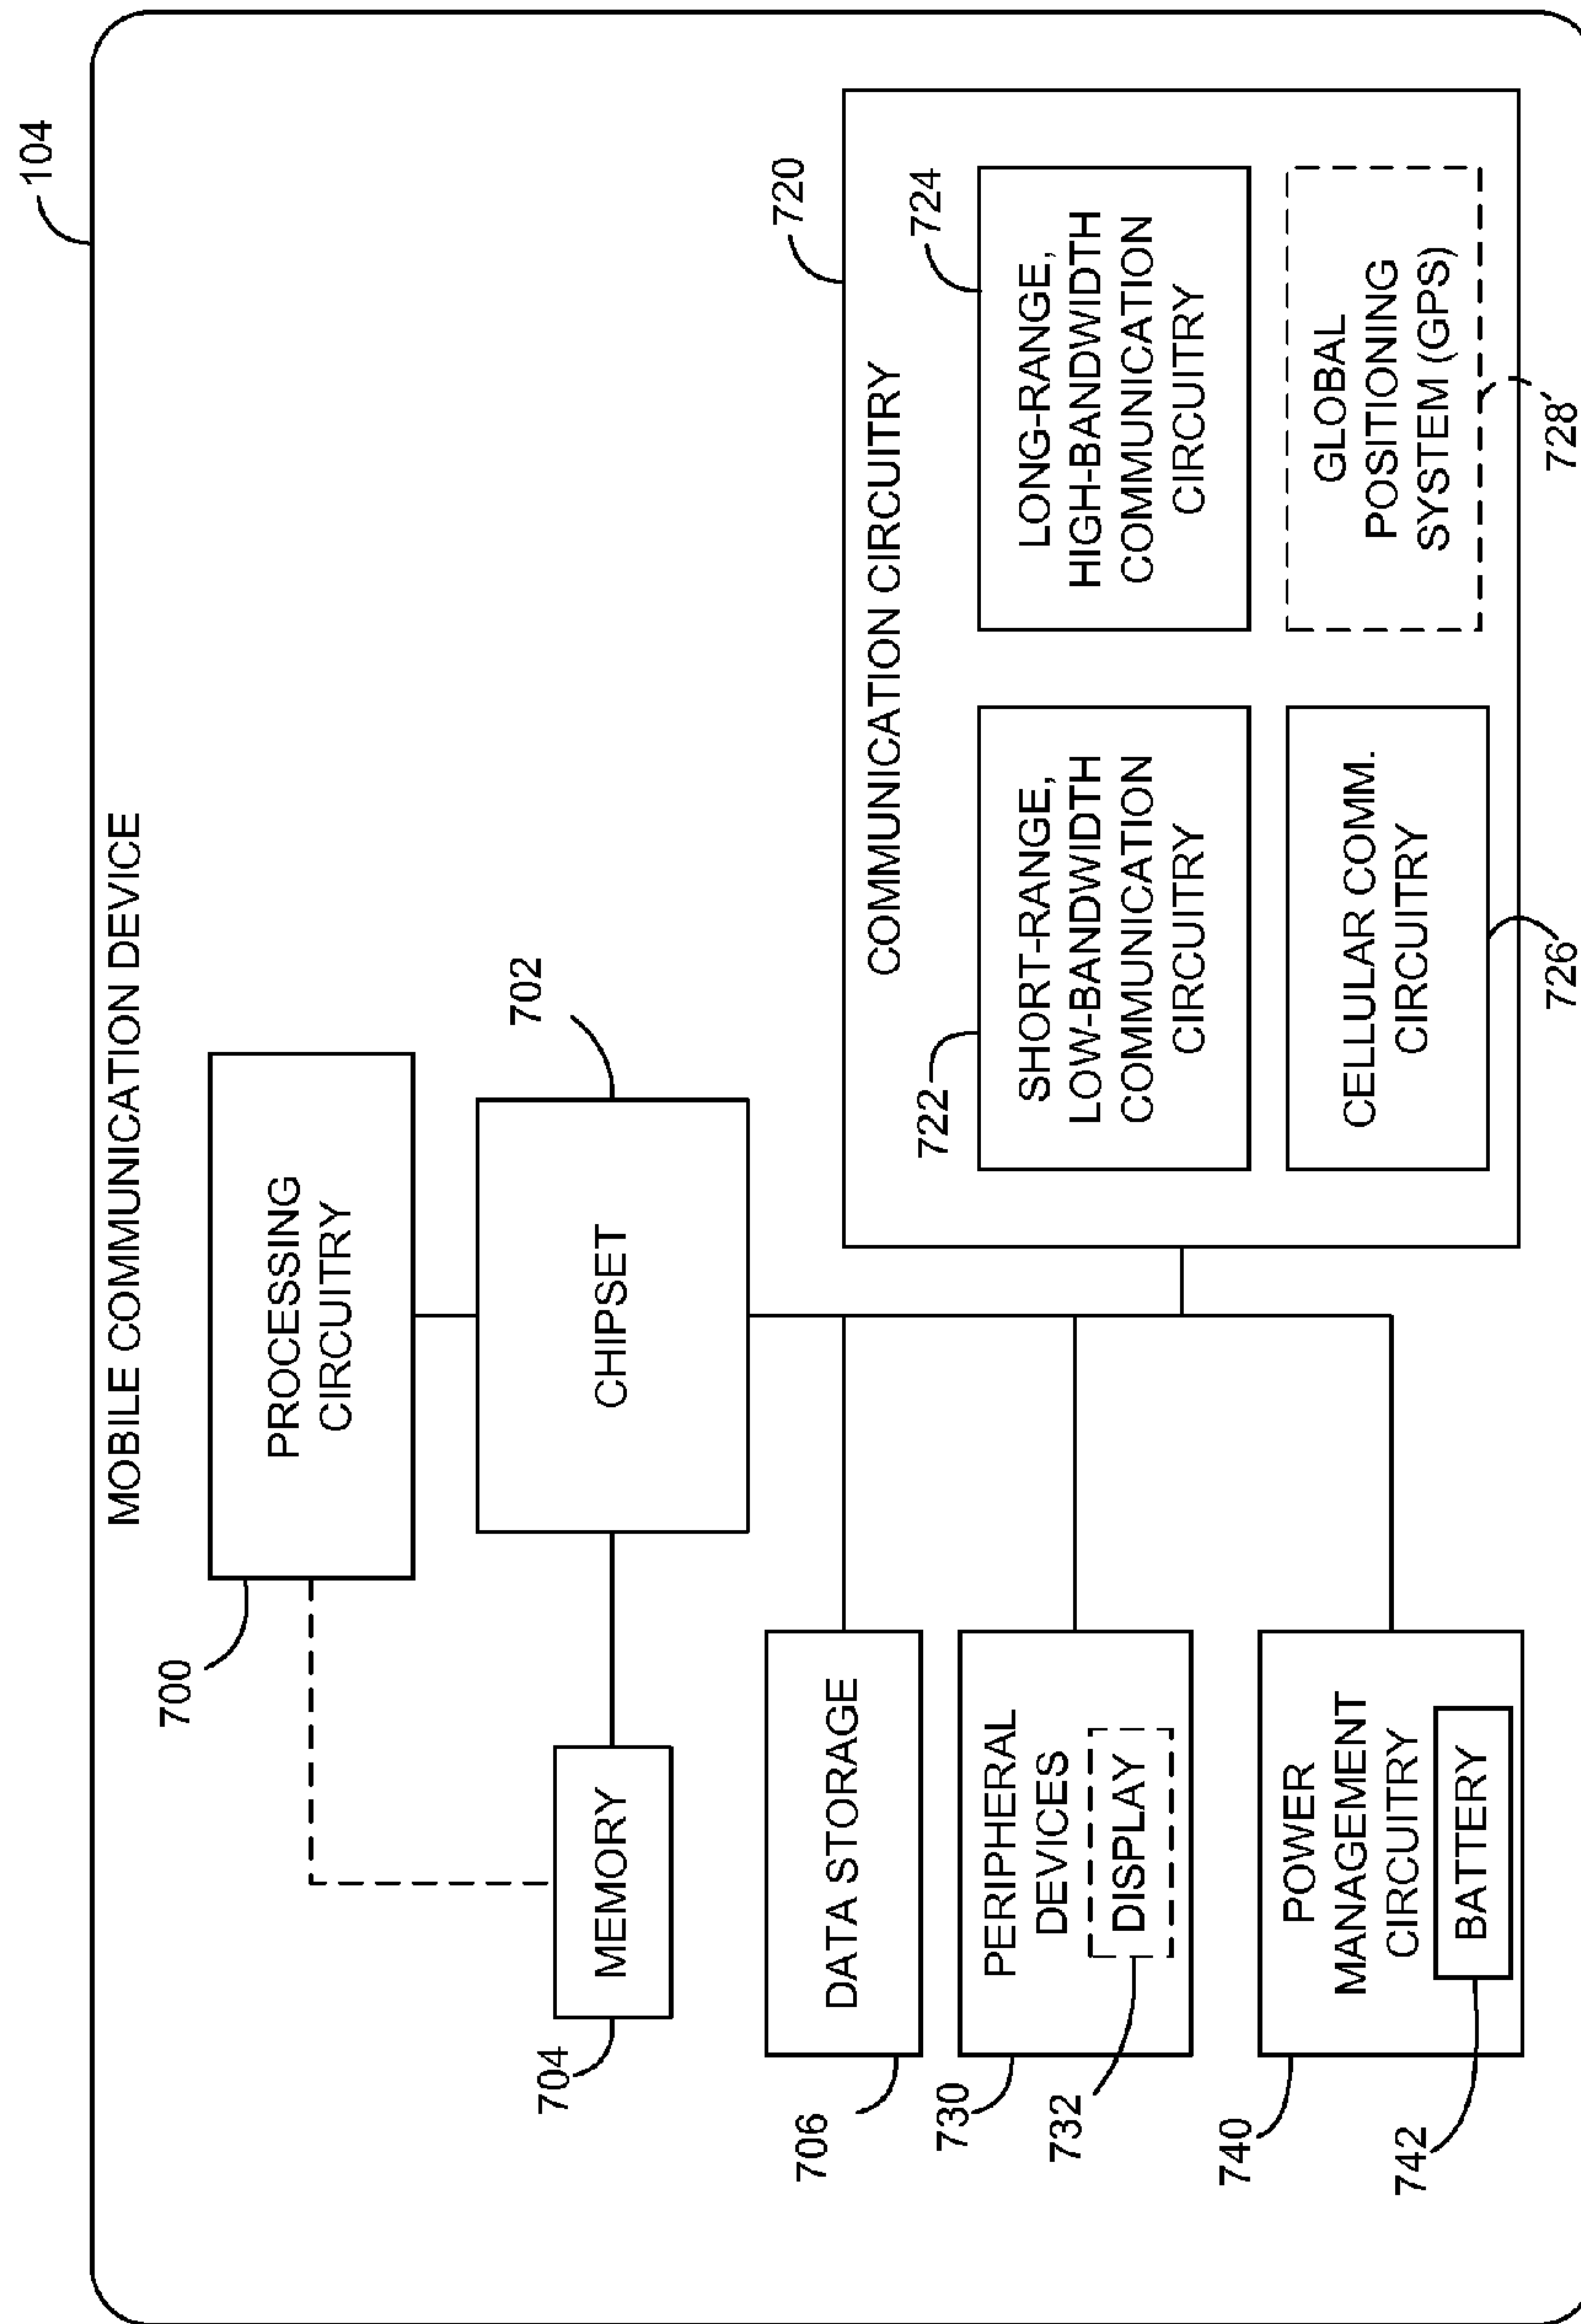 104
MOBILE COMMUNICATION DEVICE
700
PROCESSING
CIRCUITRY
702
CHIPSET
704
MEMORY
706
DATA STORAGE
730
PERIPHERAL
DEVICES
732
DISPLAY
740
POWER
MANAGEMENT
CIRCUITRY
742
BATTERY
720
COMMUNICATION CIRCUITRY
722
SHORT-RANGE,
LOW-BANDWIDTH
COMMUNICATION
CIRCUITRY
724
LONG-RANGE,
HIGH-BANDWIDTH
COMMUNICATION
CIRCUITRY
CELLULAR COMM.
CIRCUITRY
726
GLOBAL
POSITIONING
SYSTEM (GPS)
728